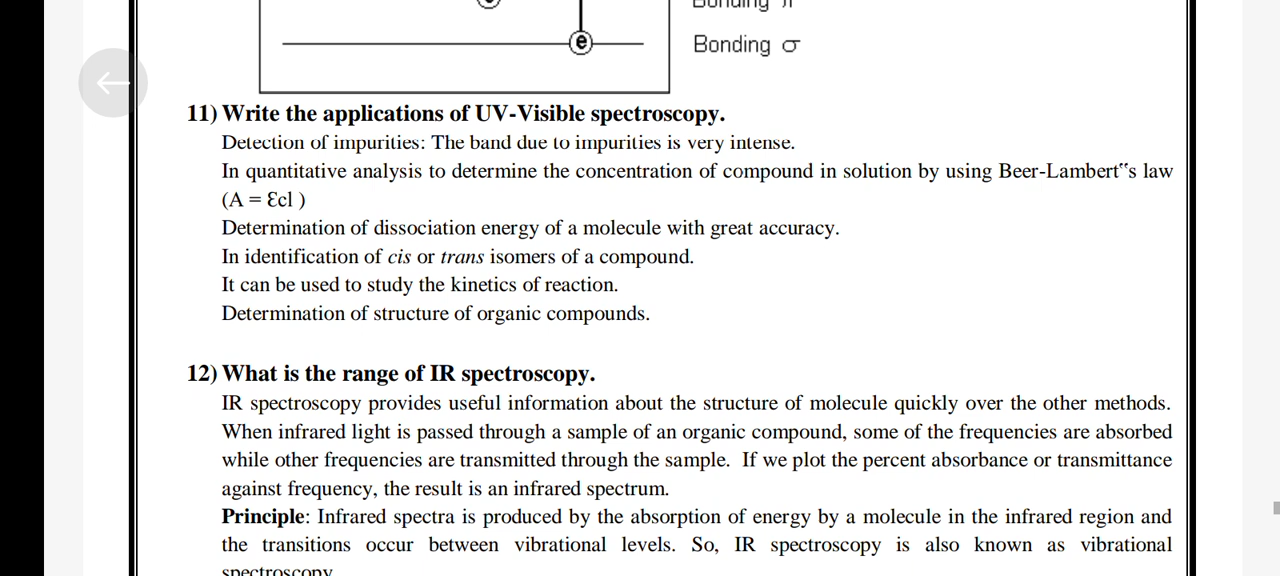 Bonding π
e
Bonding σ
11) Write the applications of UV-Visible spectroscopy.
Detection of impurities: The band due to impurities is very intense.
In quantitative analysis to determine the concentration of compound in solution by using Beer-Lambert‟s law
(A = Ɛcl )
Determination of dissociation energy of a molecule with great accuracy.
In identification of cis or trans isomers of a compound.
It can be used to study the kinetics of reaction.
Determination of structure of organic compounds.
12) What is the range of IR spectroscopy.
IR spectroscopy provides useful information about the structure of molecule quickly over the other methods.
When infrared light is passed through a sample of an organic compound, some of the frequencies are absorbed
while other frequencies are transmitted through the sample. If we plot the percent absorbance or transmittance
against frequency, the result is an infrared spectrum.
Principle: Infrared spectra is produced by the absorption of energy by a molecule in the infrared region and
the transitions occur between vibrational levels. So, IR spectroscopy is also known as vibrational
spectroscopy